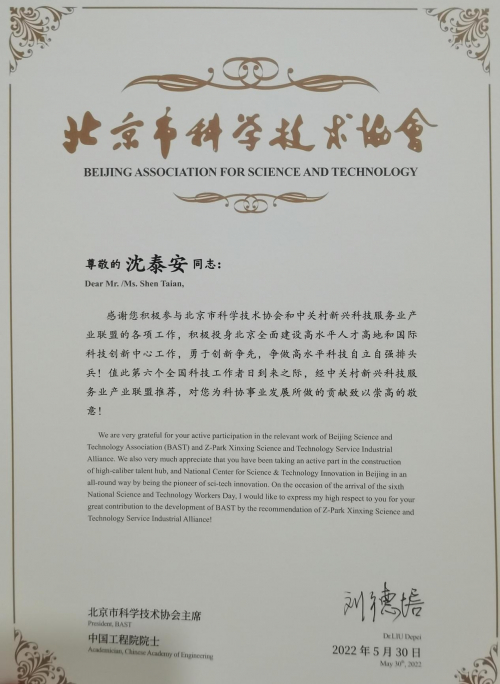 北京市科学技术协会
BEIJING ASSOCIATION FOR SCIENCE AND TECHNOLOGY
尊敬的 沈泰安 同志：
Dear Mr. /Ms. Shen Taian,
感谢您积极参与北京市科学技术协会和中关村新兴科技服务业产
业联盟的各项工作，积极投身北京全面建设高水平人才高地和国际
科技创新中心工作，勇于创新争先，争做高水平科技自立自强排头
兵！值此第六个全国科技工作者日到来之际，经中关村新兴科技服
务业产业联盟推荐，对您为科协事业发展所做的贡献致以崇高的敬
意！
We are very grateful for your active participation in the relevant work of Beijing Science and
Technology Association (BAST) and Z-Park Xinxing Science and Technology Service Industrial
Alliance. We also very much appreciate that you have been taking an active part in the construction
of high-caliber talent hub, and National Center for Science & Technology Innovation in Beijing in an
all-round way by being the pioneer of sci-tech innovation. On the occasion of the arrival of the sixth
National Science and Technology Workers Day, I would like to express my high respect to you for your
great contribution to the development of BAST by the recommendation of Z-Park Xinxing Science and
Technology Service Industrial Alliance!
刘德培
北京市科学技术协会主席
President, BAST
Dr.LIU Depei
中国工程院院士
Academician, Chinese Academy of Engineering
2022 年 5 月 30 日
May 30th, 2022